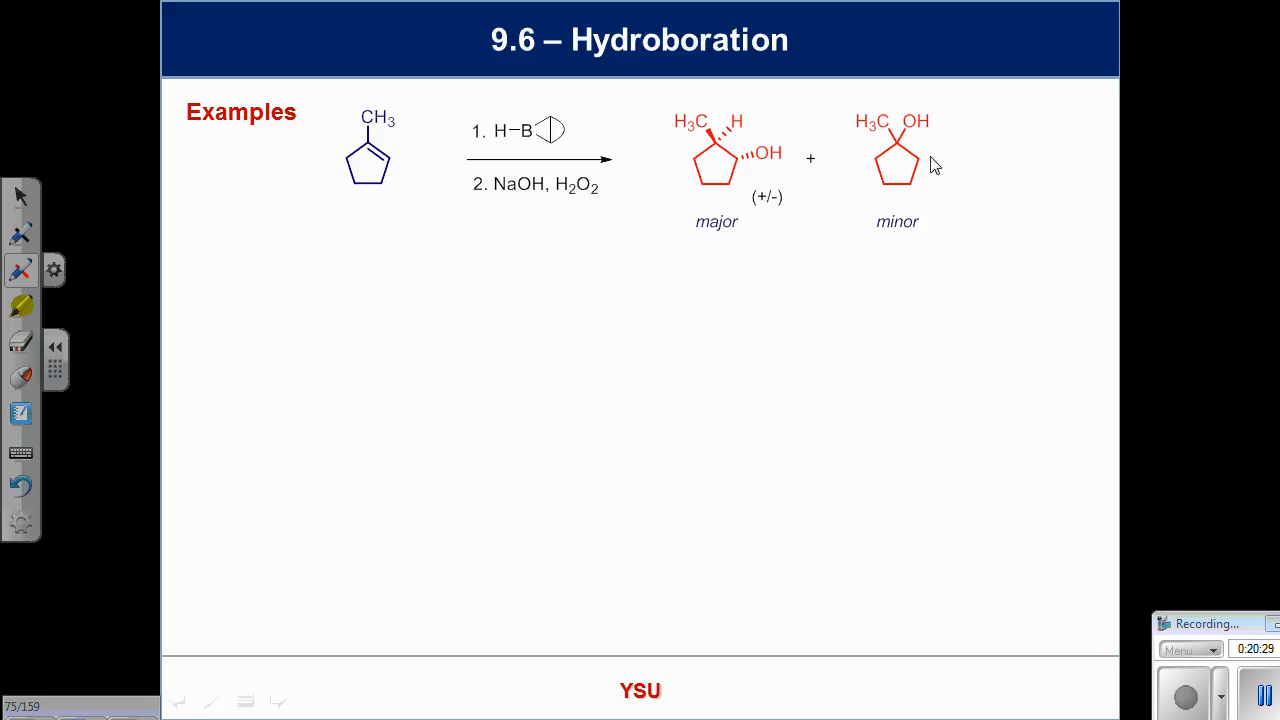 9.6 – Hydroboration
Examples
CH3
1. H–B
2. NaOH, H2O2
H3C H
OH
(+/-)
major
+
H3C OH
minor
YSU
75/159
Recording...
Menu
0:20:29